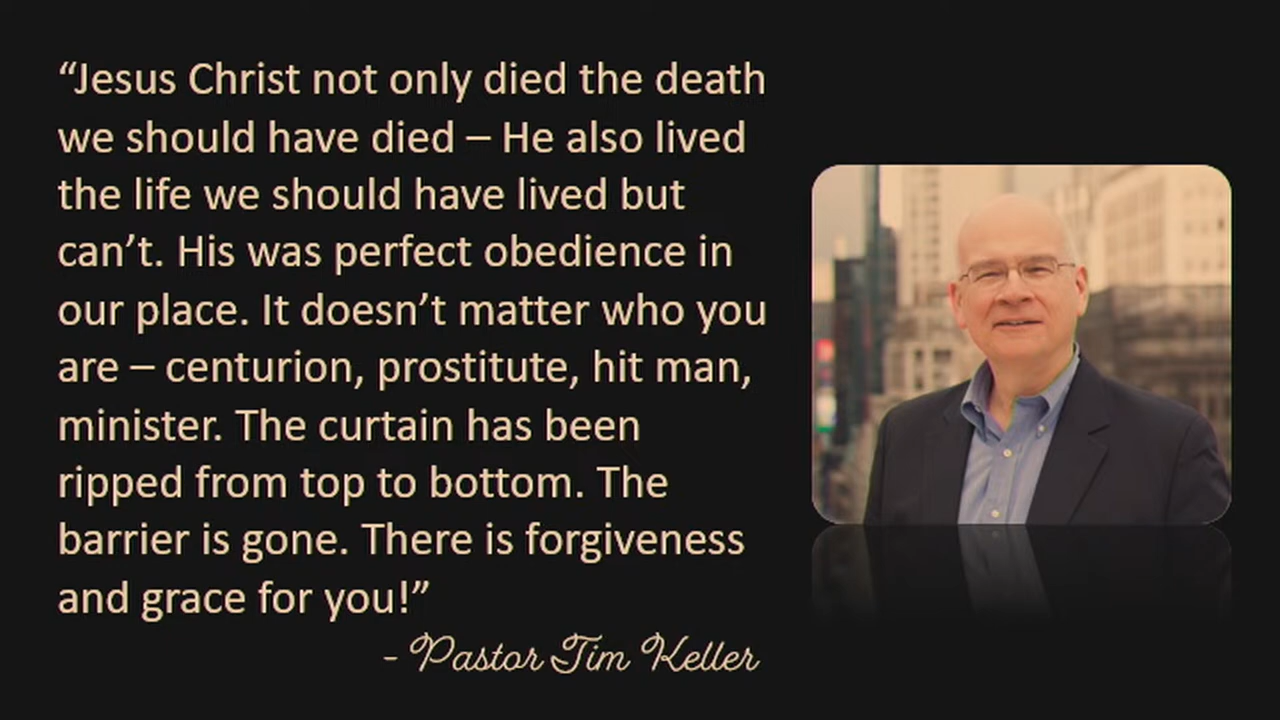 “Jesus Christ not only died the death
we should have died – He also lived
the life we should have lived but
can’t. His was perfect obedience in
our place. It doesn’t matter who you
are – centurion, prostitute, hit man,
minister. The curtain has been
ripped from top to bottom. The
barrier is gone. There is forgiveness
and grace for you!”
- Pastor Tim Keller